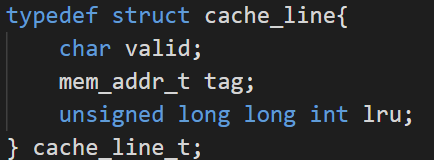 typedef struct cache_line{
    char valid;
    mem_addr_t tag;
    unsigned long long int lru;
} cache_line_t;